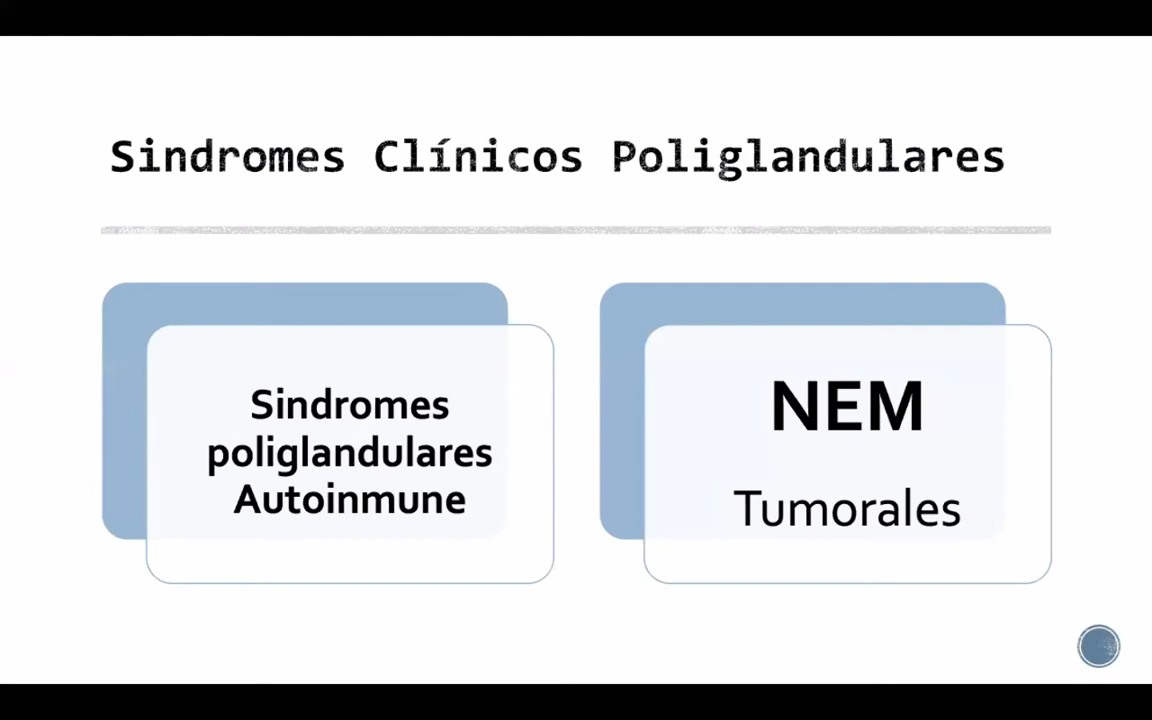 Sindromes Clínicos Poliglandulares
Sindromes
poliglandulares
Autoinmune
NEM
Tumorales